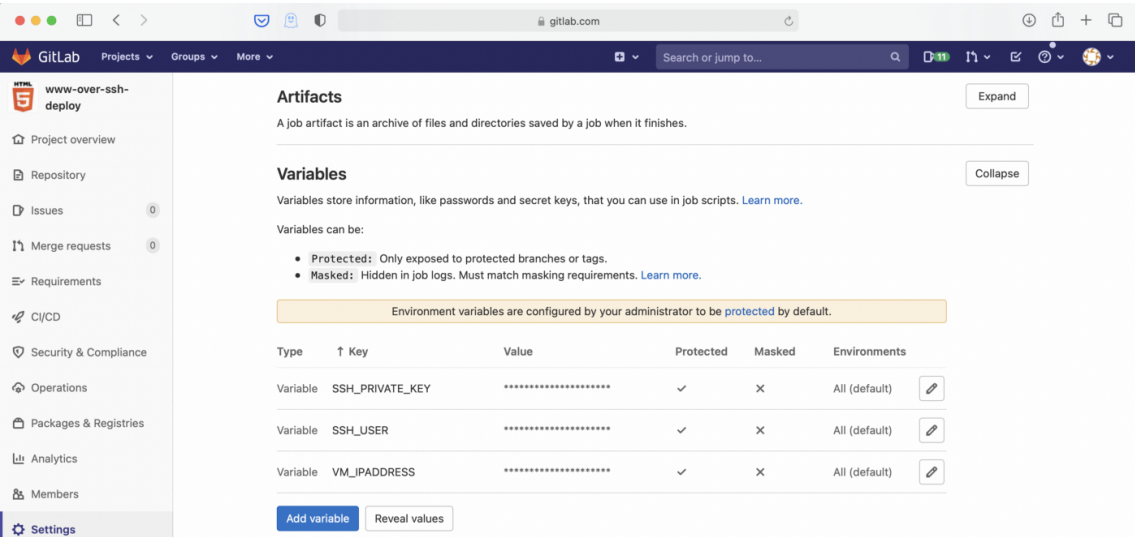 gitlab.com
GitLab Projects Groups More Search or jump to... 11
HTML
5
www-over-ssh-
deploy
Project overview
Repository
Issues 0
Merge requests 0
Requirements
CI/CD
Security & Compliance
Operations
Packages & Registries
Analytics
Members
Settings
Artifacts
Expand
A job artifact is an archive of files and directories saved by a job when it finishes.
Variables
Collapse
Variables store information, like passwords and secret keys, that you can use in job scripts. Learn more.
Variables can be:
• Protected: Only exposed to protected branches or tags.
• Masked: Hidden in job logs. Must match masking requirements. Learn more.
Environment variables are configured by your administrator to be protected by default.
Type ↑ Key Value Protected Masked Environments
Variable SSH_PRIVATE_KEY ********************* ✓ ✕ All (default)
Variable SSH_USER ********************* ✓ ✕ All (default)
Variable VM_IPADDRESS ********************* ✓ ✕ All (default)
Add variable Reveal values